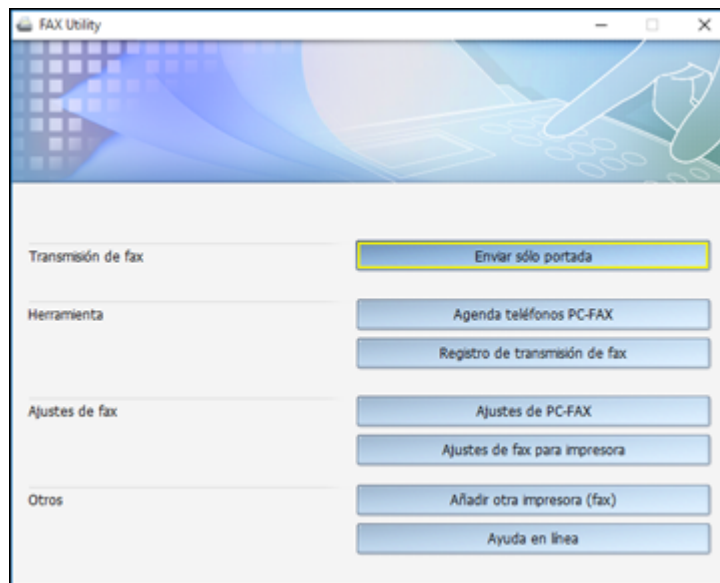 FAX Utility
Transmisión de fax
Enviar sólo portada
Herramienta
Agenda teléfonos PC-FAX
Registro de transmisión de fax
Ajustes de fax
Ajustes de PC-FAX
Ajustes de fax para impresora
Otros
Añadir otra impresora (fax)
Ayuda en línea